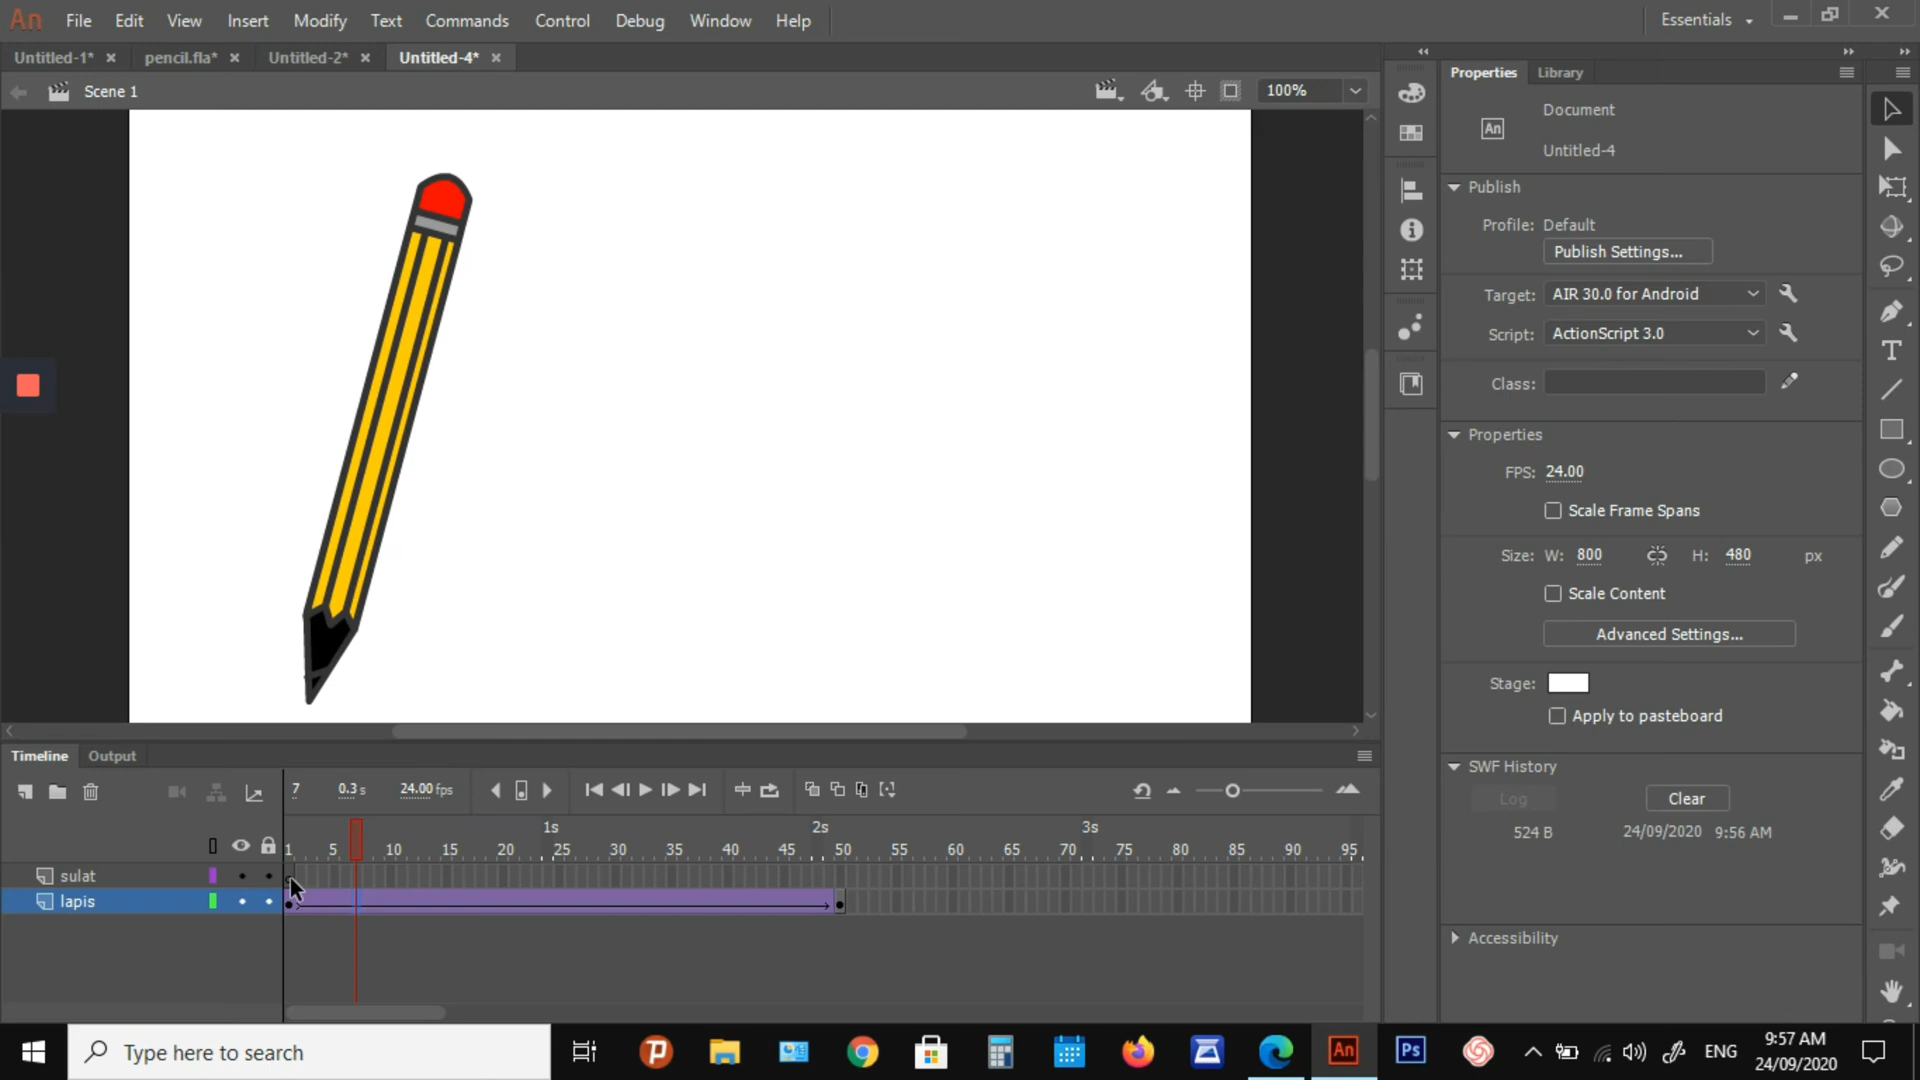 An File Edit View Insert Modify Text Commands Control Debug Window Help Essentials
Untitled-1* pencil.fla* Untitled-2* Untitled-4*
Scene 1 100%
Properties Library
An Document
Untitled-4
Publish
Profile: Default
Publish Settings...
Target: AIR 30.0 for Android
Script: ActionScript 3.0
Class:
Properties
FPS: 24.00
Scale Frame Spans
Size: W: 800 H: 480 px
Scale Content
Advanced Settings...
Stage:
Apply to pasteboard
SWF History
Log Clear
524 B 24/09/2020 9:56 AM
Accessibility
Timeline Output
7 0.3 s 24.00 fps
1s 2s 3s
1 5 10 15 20 25 30 35 40 45 50 55 60 65 70 75 80 85 90 95
sulat
lapis
Type here to search An Ps ENG 9:57 AM
24/09/2020